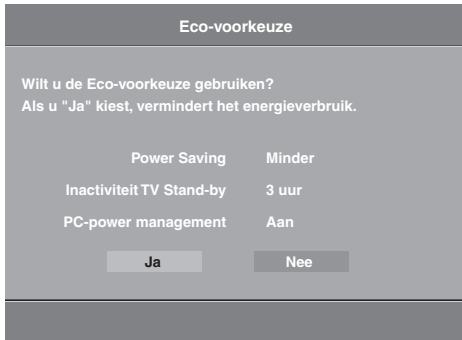 Eco-voorkeuze
Wilt u de Eco-voorkeuze gebruiken?
Als u "Ja" kiest, vermindert het energieverbruik.
Power Saving Minder
Inactiviteit TV Stand-by 3 uur
PC-power management Aan
Ja Nee